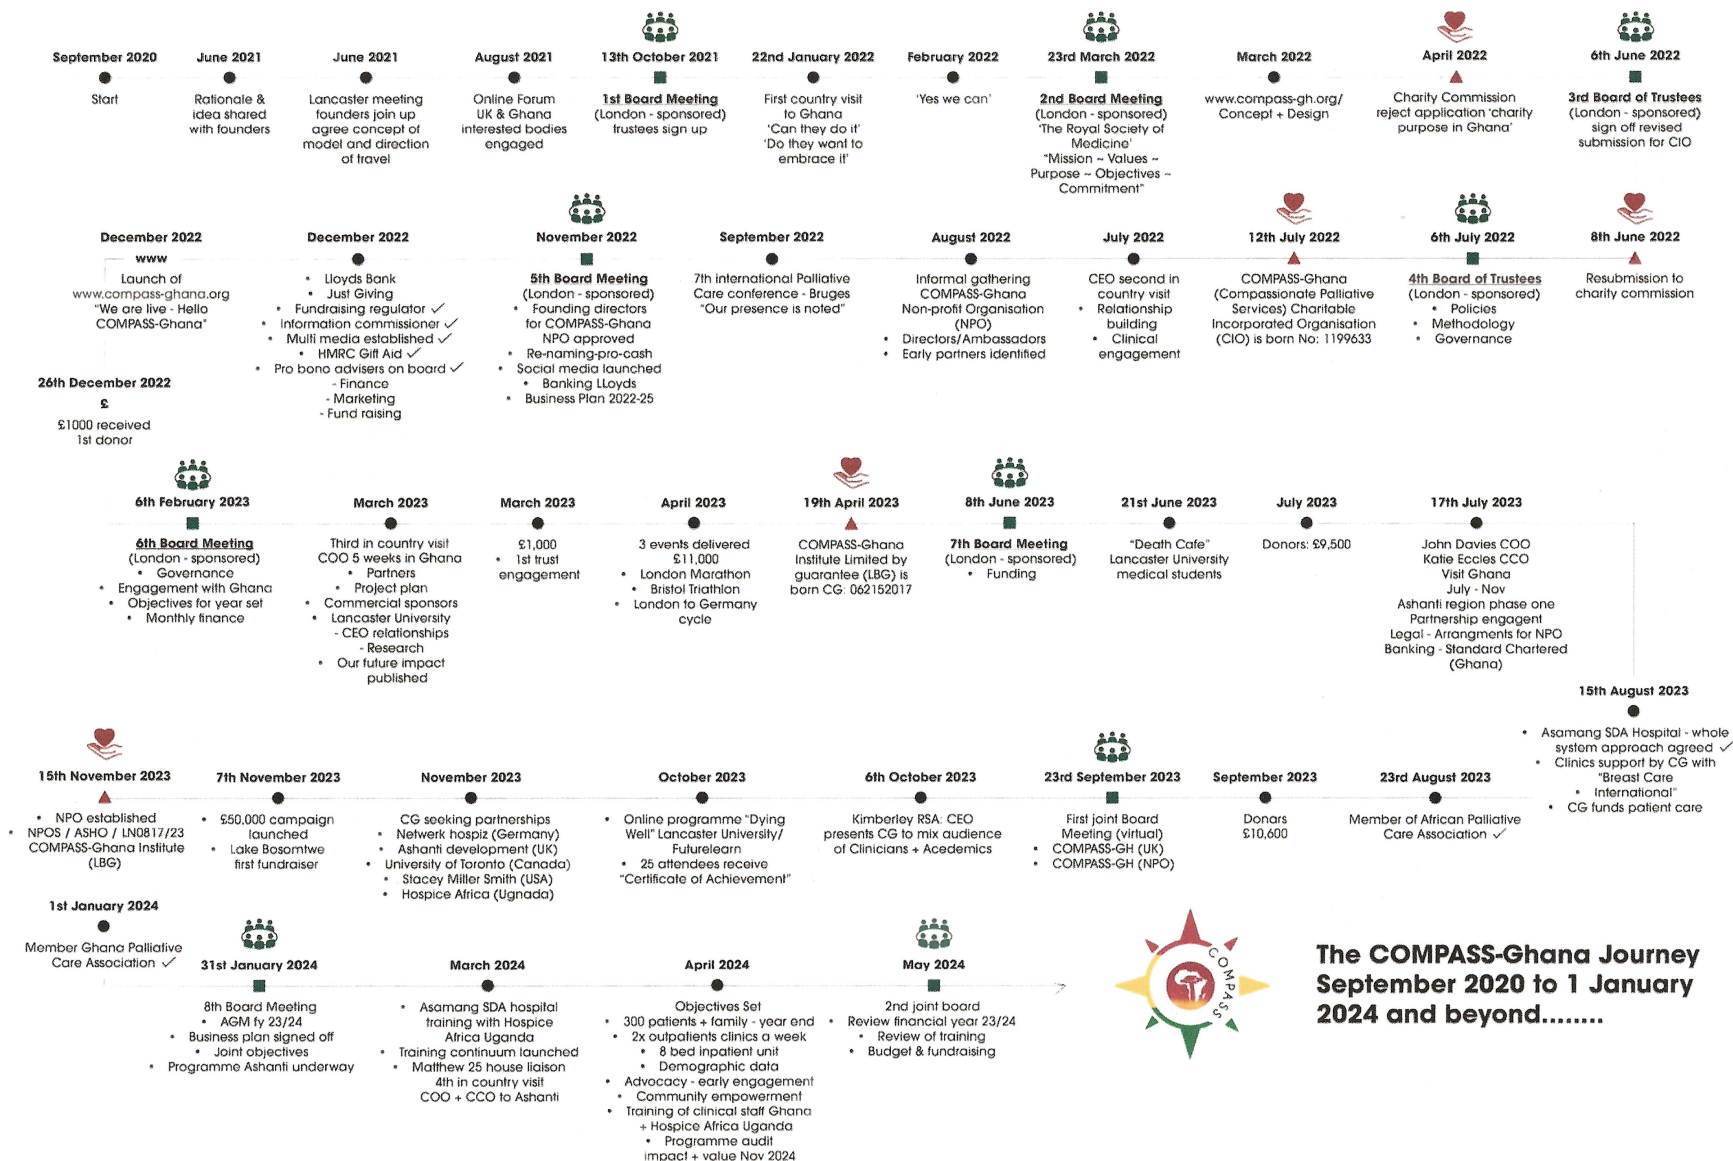 September 2020
Start
June 2021
Rationale &
idea shared
with founders
June 2021
Lancaster meeting
founders join up
agree concept of
model and direction
of travel
August 2021
Online Forum
UK & Ghana
interested bodies
engaged
13th October 2021
1st Board Meeting
(London - sponsored)
trustees sign up
22nd January 2022
First country visit
to Ghana
'Can they do it'
'Do they want to
embrace it'
February 2022
'Yes we can'
23rd March 2022
2nd Board Meeting
(London - sponsored)
'The Royal Society of
Medicine'
"Mission ~ Values ~
Purpose ~ Objectives ~
Commitment"
March 2022
www.compass-gh.org/
Concept + Design
April 2022
Charity Commission
reject application 'charity
purpose in Ghana'
6th June 2022
3rd Board of Trustees
(London - sponsored)
sign off revised
submission for CIO
December 2022
www
Launch of
www.compass-ghana.org
"We are live - Hello
COMPASS-Ghana"
December 2022
• Lloyds Bank
• Just Giving
• Fundraising regulator ✓
• Information commissioner ✓
• Multi media established ✓
• HMRC Gift Aid ✓
• Pro bono advisers on board ✓
- Finance
- Marketing
- Fund raising
November 2022
5th Board Meeting
(London - sponsored)
• Founding directors
for COMPASS-Ghana
NPO approved
• Re-naming-pro-cash
• Social media launched
• Banking LLoyds
• Business Plan 2022-25
September 2022
7th international Palliative
Care conference - Bruges
"Our presence is noted"
August 2022
Informal gathering
COMPASS-Ghana
Non-profit Organisation
(NPO)
• Directors/Ambassadors
• Early partners identified
July 2022
CEO second in
country visit
• Relationship
building
• Clinical
engagement
12th July 2022
COMPASS-Ghana
(Compassionate Palliative
Services) Charitable
Incorporated Organisation
(CIO) is born No: 1199633
6th July 2022
4th Board of Trustees
(London - sponsored)
• Policies
• Methodology
• Governance
8th June 2022
Resubmission to
charity commission
26th December 2022
£
£1000 received
1st donor
6th February 2023
6th Board Meeting
(London - sponsored)
• Governance
• Engagement with Ghana
• Objectives for year set
• Monthly finance
March 2023
Third in country visit
COO 5 weeks in Ghana
• Partners
• Project plan
• Commercial sponsors
• Lancaster University
- CEO relationships
- Research
• Our future impact
published
March 2023
£1,000
• 1st trust
engagement
April 2023
3 events delivered
£11,000
• London Marathon
• Bristol Triathlon
• London to Germany
cycle
19th April 2023
COMPASS-Ghana
Institute Limited by
guarantee (LBG) is
born CG: 062152017
8th June 2023
7th Board Meeting
(London - sponsored)
• Funding
21st June 2023
"Death Cafe"
Lancaster University
medical students
July 2023
Donors: £9,500
17th July 2023
John Davies COO
Katie Eccles CCO
Visit Ghana
July - Nov
Ashanti region phase one
Partnership engagent
Legal - Arrangments for NPO
Banking - Standard Chartered
(Ghana)
15th August 2023
• Asamang SDA Hospital - whole
system approach agreed ✓
• Clinics support by CG with
"Breast Care
• International"
• CG funds patient care
15th November 2023
• NPO established
• NPOS / ASHO / LN0817/23
COMPASS-Ghana Institute
(LBG)
7th November 2023
• £50,000 campaign
launched
• Lake Bosomtwe
first fundraiser
November 2023
CG seeking partnerships
• Netwerk hospiz (Germany)
• Ashanti development (UK)
• University of Toronto (Canada)
• Stacey Miller Smith (USA)
• Hospice Africa (Ugnada)
October 2023
• Online programme "Dying
Well" Lancaster University/
Futurelearn
• 25 attendees receive
"Certificate of Achievement"
6th October 2023
Kimberley RSA: CEO
presents CG to mix audience
of Clinicians + Acedemics
23rd September 2023
First joint Board
Meeting (virtual)
• COMPASS-GH (UK)
• COMPASS-GH (NPO)
September 2023
Donors
£10,600
23rd August 2023
Member of African Palliative
Care Association ✓
1st January 2024
Member Ghana Palliative
Care Association ✓
31st January 2024
8th Board Meeting
• AGM fy 23/24
• Business plan signed off
• Joint objectives
• Programme Ashanti underway
March 2024
• Asamang SDA hospital
training with Hospice
Africa Uganda
• Training continuum launched
• Matthew 25 house liaison
4th in country visit
COO + CCO to Ashanti
April 2024
Objectives Set
• 300 patients + family - year end
• 2x outpatients clinics a week
• 8 bed inpatient unit
• Demographic data
• Advocacy - early engagement
• Community empowerment
• Training of clinical staff Ghana
+ Hospice Africa Uganda
• Programme audit
impact + value Nov 2024
May 2024
2nd joint board
• Review financial year 23/24
• Review of training
• Budget & fundraising
COMPASS
The COMPASS-Ghana Journey
September 2020 to 1 January
2024 and beyond........